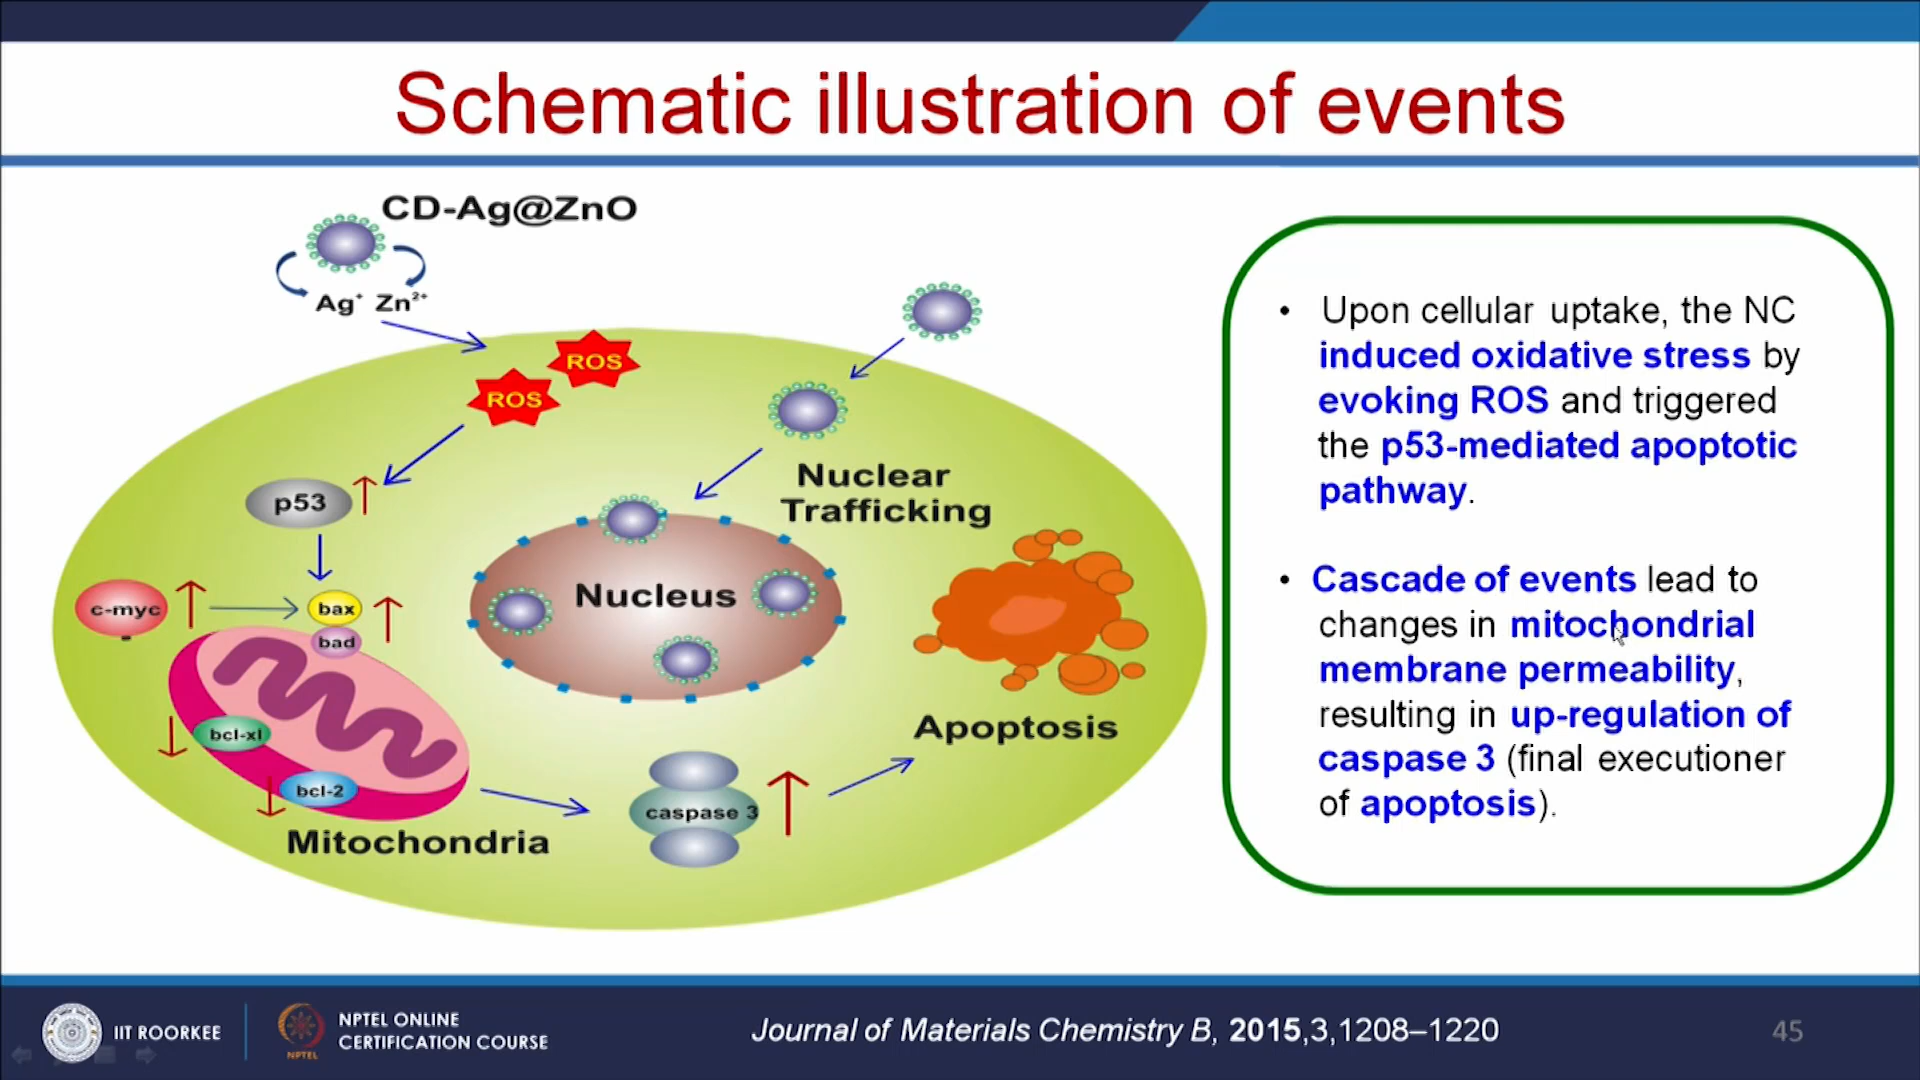 Schematic illustration of events
CD-Ag@ZnO
Ag⁺ Zn²⁺
ROS
ROS
p53
c-myc
bax
bad
bcl-xl
bcl-2
Mitochondria
Nuclear
Trafficking
Nucleus
caspase 3
Apoptosis
• Upon cellular uptake, the NC
induced oxidative stress by
evoking ROS and triggered
the p53-mediated apoptotic
pathway.
• Cascade of events lead to
changes in mitochondrial
membrane permeability,
resulting in up-regulation of
caspase 3 (final executioner
of apoptosis).
IIT ROORKEE
NPTEL
NPTEL ONLINE
CERTIFICATION COURSE
Journal of Materials Chemistry B, 2015,3,1208–1220
45